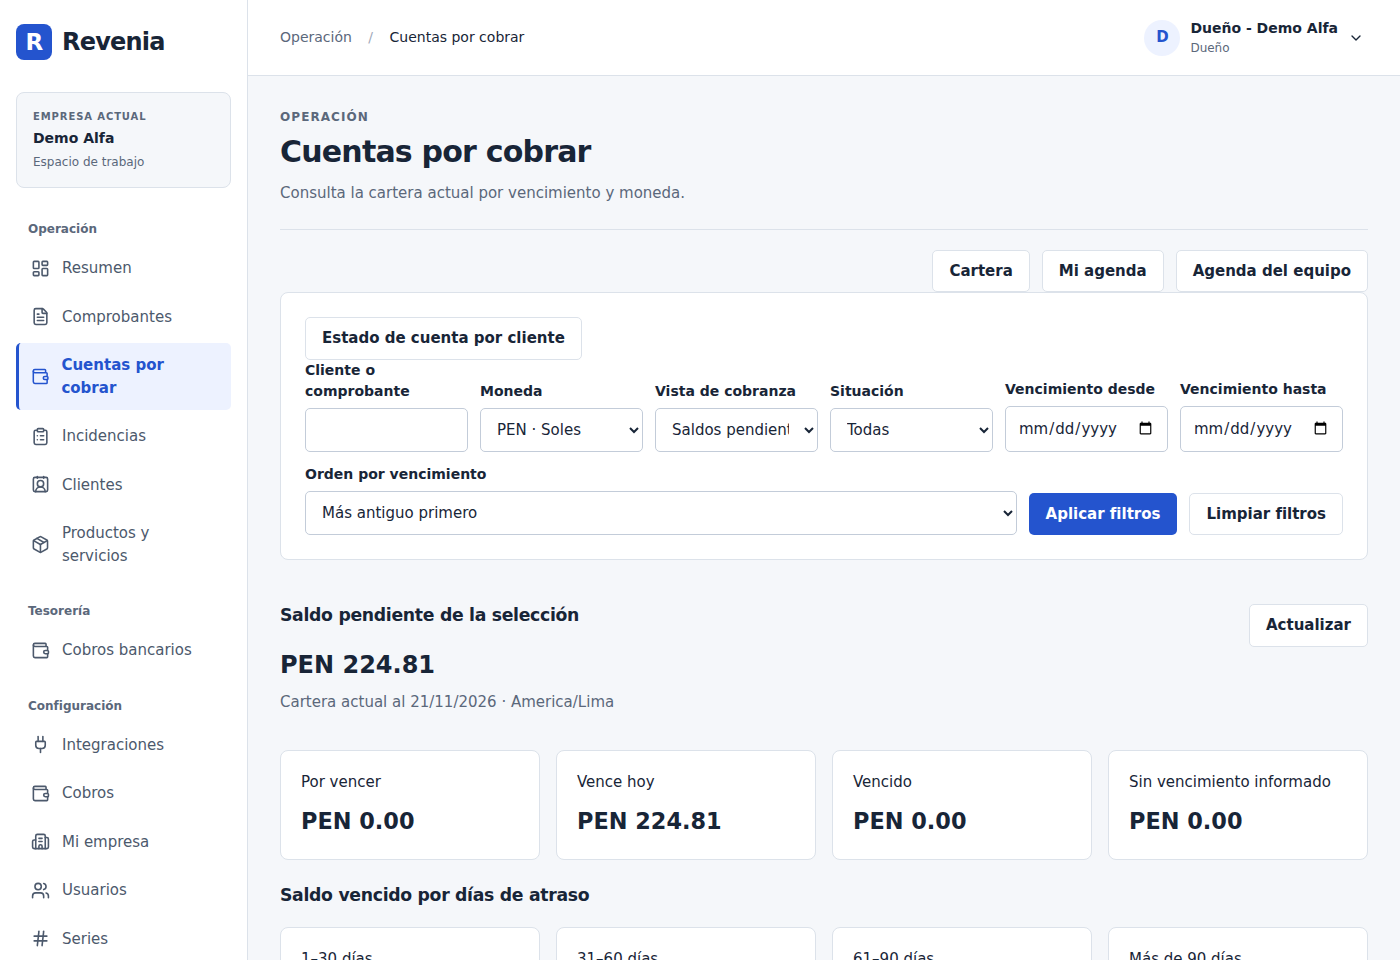 R Revenia
EMPRESA ACTUAL
Demo Alfa
Espacio de trabajo
Operación
Resumen
Comprobantes
Cuentas por
cobrar
Incidencias
Clientes
Productos y
servicios
Tesorería
Cobros bancarios
Configuración
Integraciones
Cobros
Mi empresa
Usuarios
Series
Operación / Cuentas por cobrar
D
Dueño - Demo Alfa
Dueño
OPERACIÓN
Cuentas por cobrar
Consulta la cartera actual por vencimiento y moneda.
Cartera
Mi agenda
Agenda del equipo
Estado de cuenta por cliente
Cliente o
comprobante
Moneda
PEN · Soles
Vista de cobranza
Saldos pendient
Situación
Todas
Vencimiento desde
mm/dd/yyyy
Vencimiento hasta
mm/dd/yyyy
Orden por vencimiento
Más antiguo primero
Aplicar filtros
Limpiar filtros
Saldo pendiente de la selección
Actualizar
PEN 224.81
Cartera actual al 21/11/2026 · America/Lima
Por vencer
PEN 0.00
Vence hoy
PEN 224.81
Vencido
PEN 0.00
Sin vencimiento informado
PEN 0.00
Saldo vencido por días de atraso
1–30 días
31–60 días
61–90 días
Más de 90 días